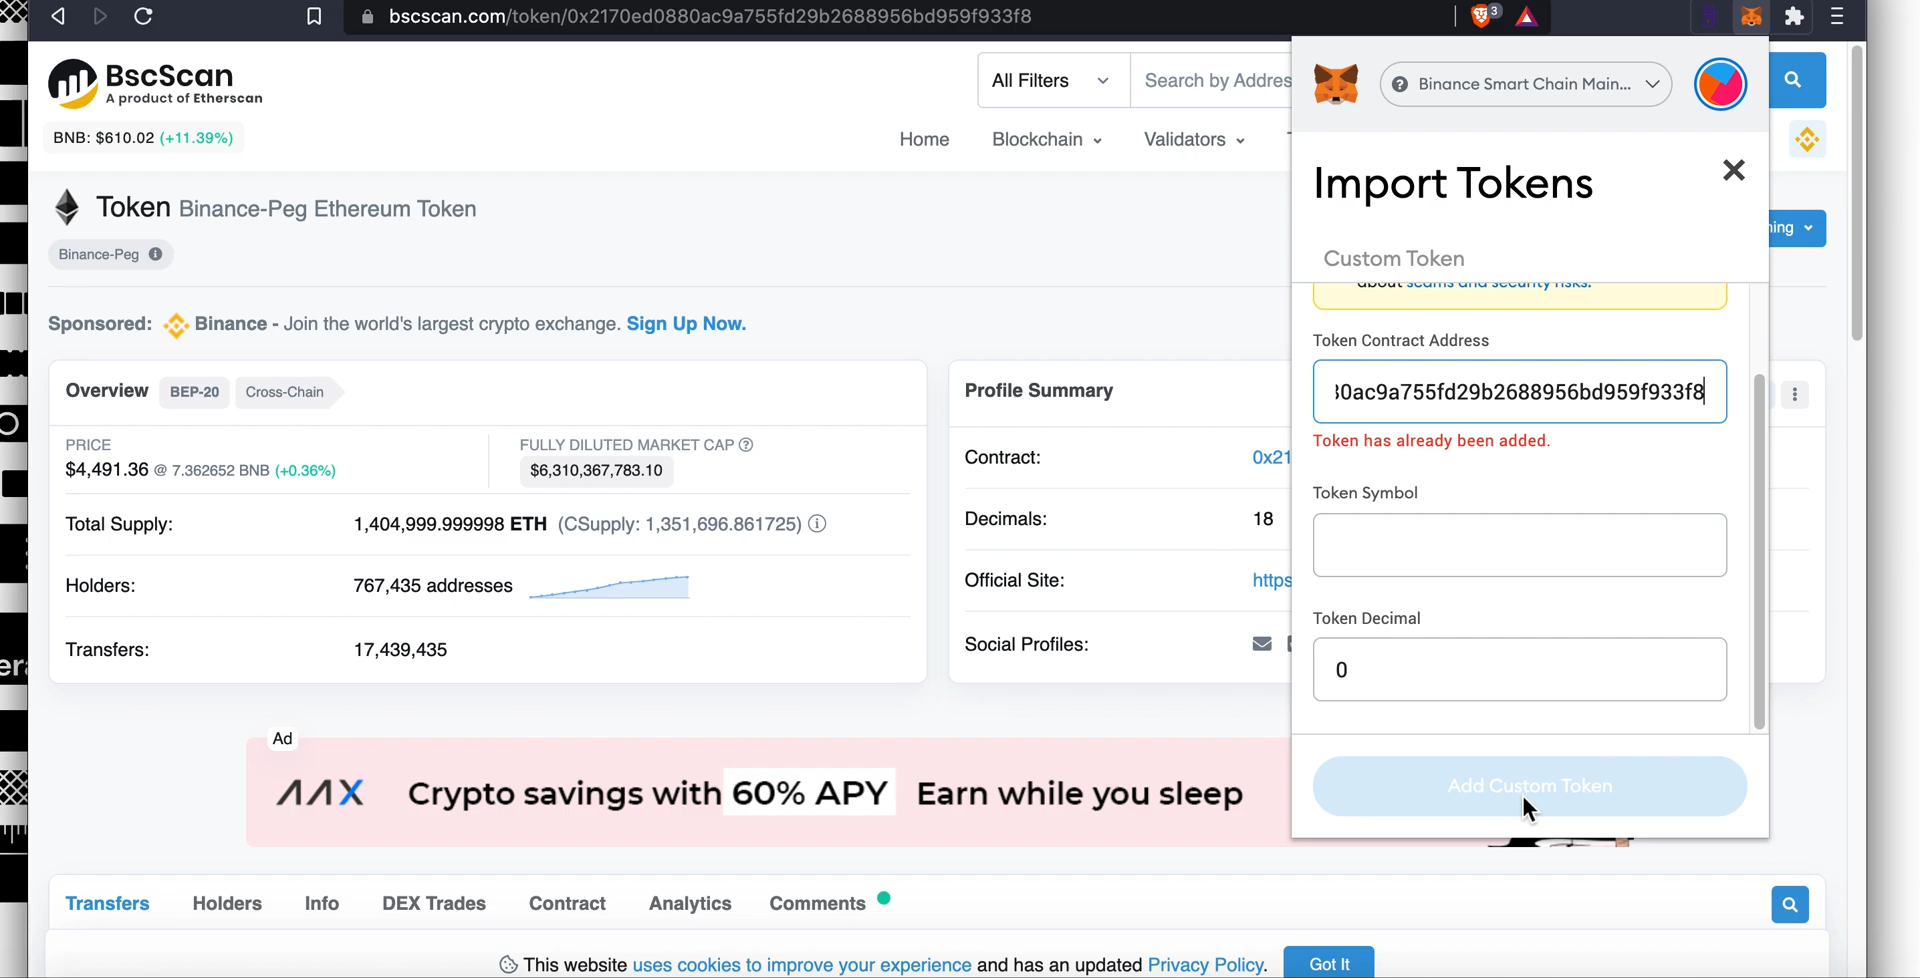 bscscan.com/token/0x2170ed0880ac9a755fd29b2688956bd959f933f8
3
BscScan
A product of Etherscan
All Filters
Search by Addres
BNB: $610.02 (+11.39%)
Home
Blockchain
Validators
Token Binance-Peg Ethereum Token
Binance-Peg
Sponsored: Binance - Join the world's largest crypto exchange. Sign Up Now.
Overview BEP-20 Cross-Chain
PRICE
$4,491.36 @ 7.362652 BNB (+0.36%)
FULLY DILUTED MARKET CAP
$6,310,367,783.10
Total Supply: 1,404,999.999998 ETH (CSupply: 1,351,696.861725)
Holders: 767,435 addresses
Transfers: 17,439,435
Profile Summary
Contract: 0x21
Decimals: 18
Official Site: https
Social Profiles:
Binance Smart Chain Main...
Import Tokens
Custom Token
about scams and security risks.
Token Contract Address
30ac9a755fd29b2688956bd959f933f8
Token has already been added.
Token Symbol
Token Decimal
0
Add Custom Token
Ad
AAX Crypto savings with 60% APY Earn while you sleep
Transfers
Holders
Info
DEX Trades
Contract
Analytics
Comments
This website uses cookies to improve your experience and has an updated Privacy Policy.
Got It